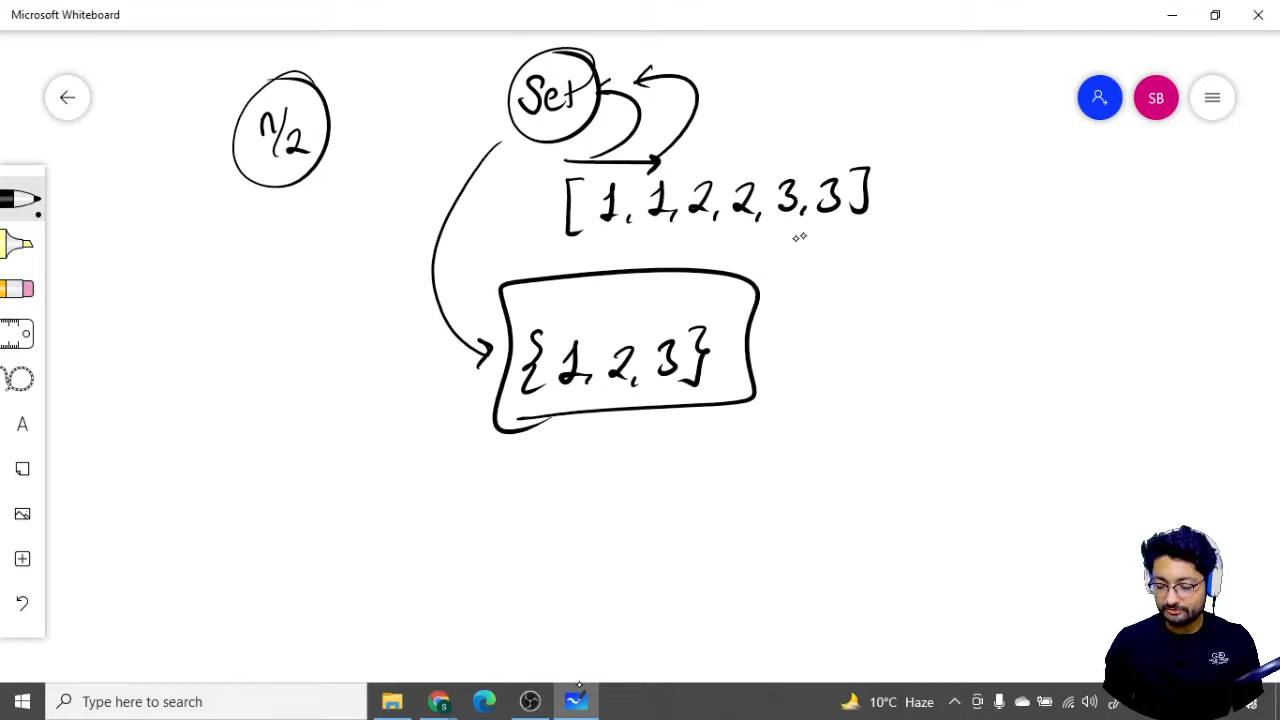 Microsoft Whiteboard
n/2
Set
SB
[1, 1, 2, 2, 3, 3]
{1, 2, 3}
A
Type here to search
10°C Haze